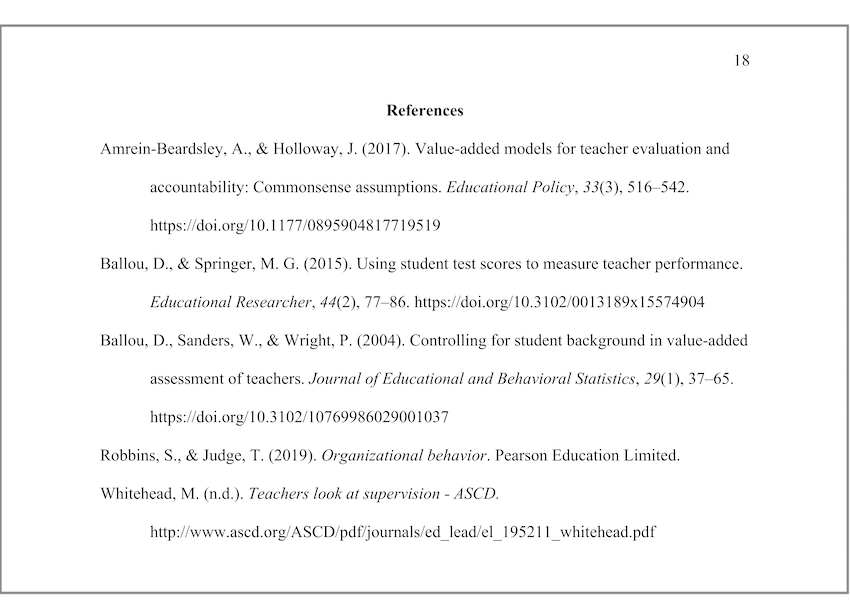 18
References
Amrein-Beardsley, A., & Holloway, J. (2017). Value-added models for teacher evaluation and
accountability: Commonsense assumptions. Educational Policy, 33(3), 516–542.
https://doi.org/10.1177/0895904817719519
Ballou, D., & Springer, M. G. (2015). Using student test scores to measure teacher performance.
Educational Researcher, 44(2), 77–86. https://doi.org/10.3102/0013189x15574904
Ballou, D., Sanders, W., & Wright, P. (2004). Controlling for student background in value-added
assessment of teachers. Journal of Educational and Behavioral Statistics, 29(1), 37–65.
https://doi.org/10.3102/10769986029001037
Robbins, S., & Judge, T. (2019). Organizational behavior. Pearson Education Limited.
Whitehead, M. (n.d.). Teachers look at supervision - ASCD.
http://www.ascd.org/ASCD/pdf/journals/ed_lead/el_195211_whitehead.pdf